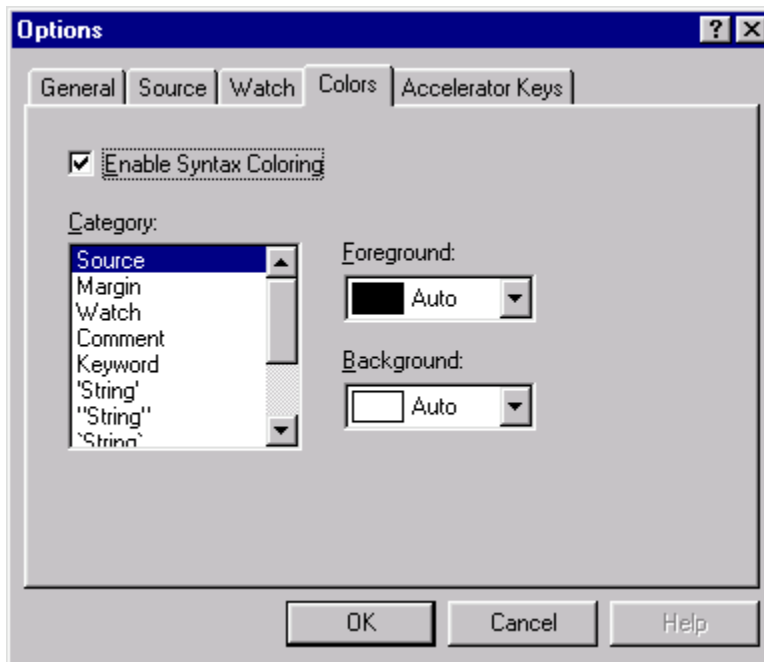 Options
General Source Watch Colors Accelerator Keys
Enable Syntax Coloring
Category:
Source
Margin
Watch
Comment
Keyword
'String'
"String"
`String`
Foreground:
Auto
Background:
Auto
OK Cancel Help